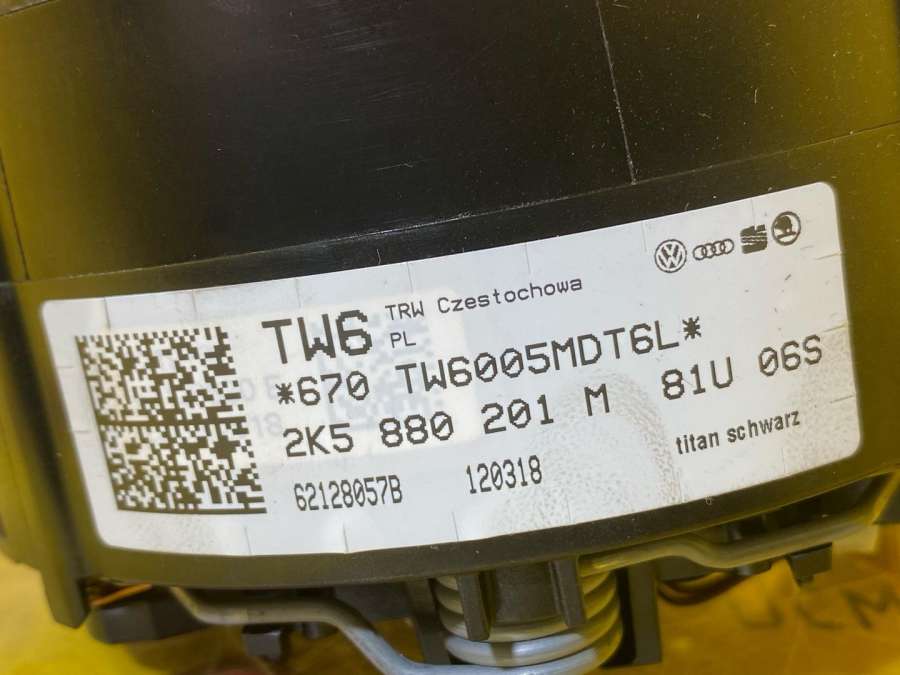 TW6 TRW Czestochowa
PL
*670 TW6005MDT6L*
2K5 880 201 M 81U 06S
62128057B 120318 titan schwarz